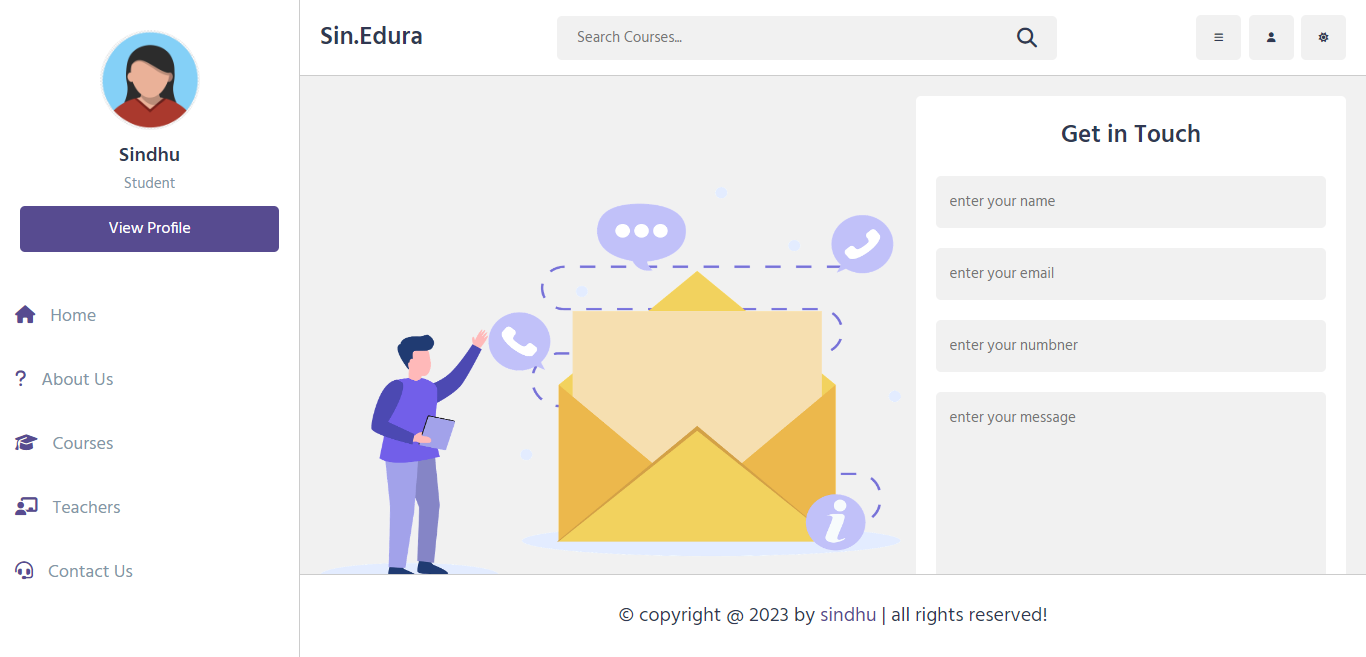 Sin.Edura
Search Courses...
Sindhu
Student
View Profile
Home
About Us
Courses
Teachers
Contact Us
Get in Touch
enter your name
enter your email
enter your numbner
enter your message
© copyright @ 2023 by sindhu | all rights reserved!